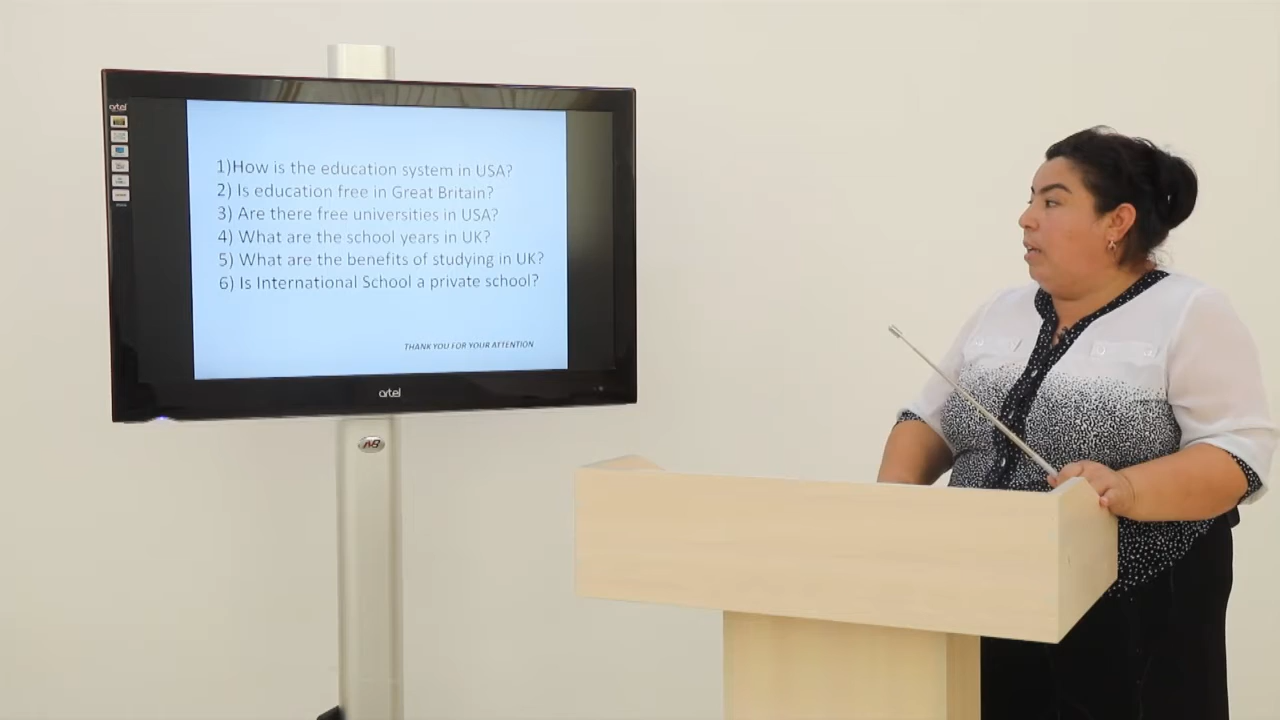 artel
1)How is the education system in USA?
2) Is education free in Great Britain?
3) Are there free universities in USA?
4) What are the school years in UK?
5) What are the benefits of studying in UK?
6) Is International School a private school?
THANK YOU FOR YOUR ATTENTION
artel